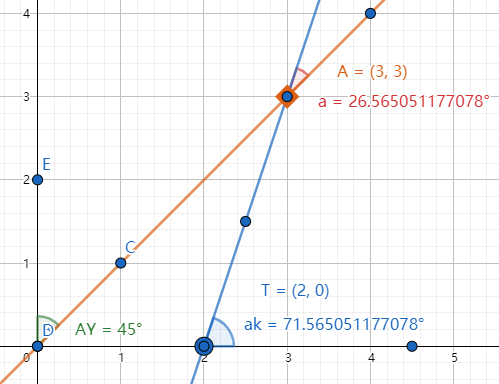 4
A = (3, 3)
3
a = 26.565051177078°
E
2
C
1
T = (2, 0)
D
AY = 45°
ak = 71.565051177078°
0
1
2
3
4
5